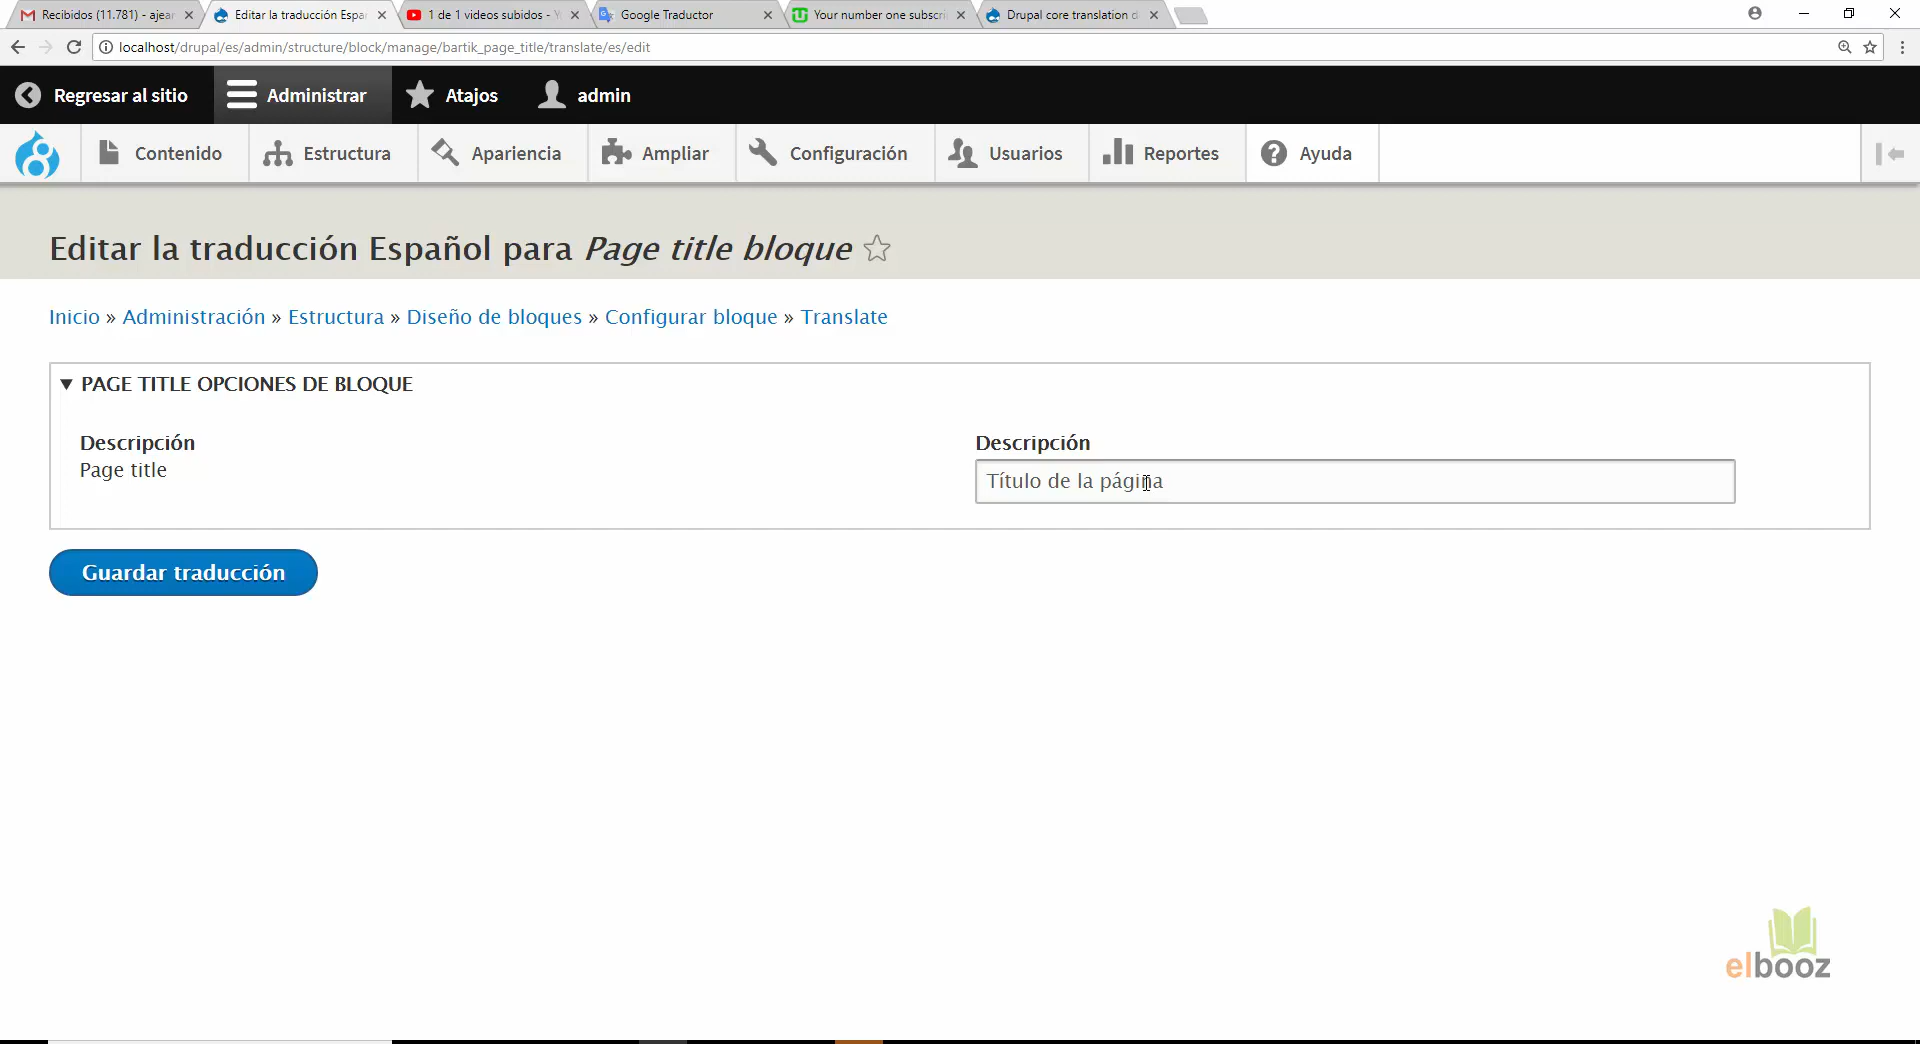 Recibidos (11.781) - ajear
Editar la traducción Espa
1 de 1 videos subidos - Y
Google Traductor
Your number one subscri
Drupal core translation d
localhost/drupal/es/admin/structure/block/manage/bartik_page_title/translate/es/edit
Regresar al sitio
Administrar
Atajos
admin
Contenido
Estructura
Apariencia
Ampliar
Configuración
Usuarios
Reportes
Ayuda
Editar la traducción Español para Page title bloque
Inicio » Administración » Estructura » Diseño de bloques » Configurar bloque » Translate
PAGE TITLE OPCIONES DE BLOQUE
Descripción
Page title
Descripción
Título de la página
Guardar traducción
elbooz